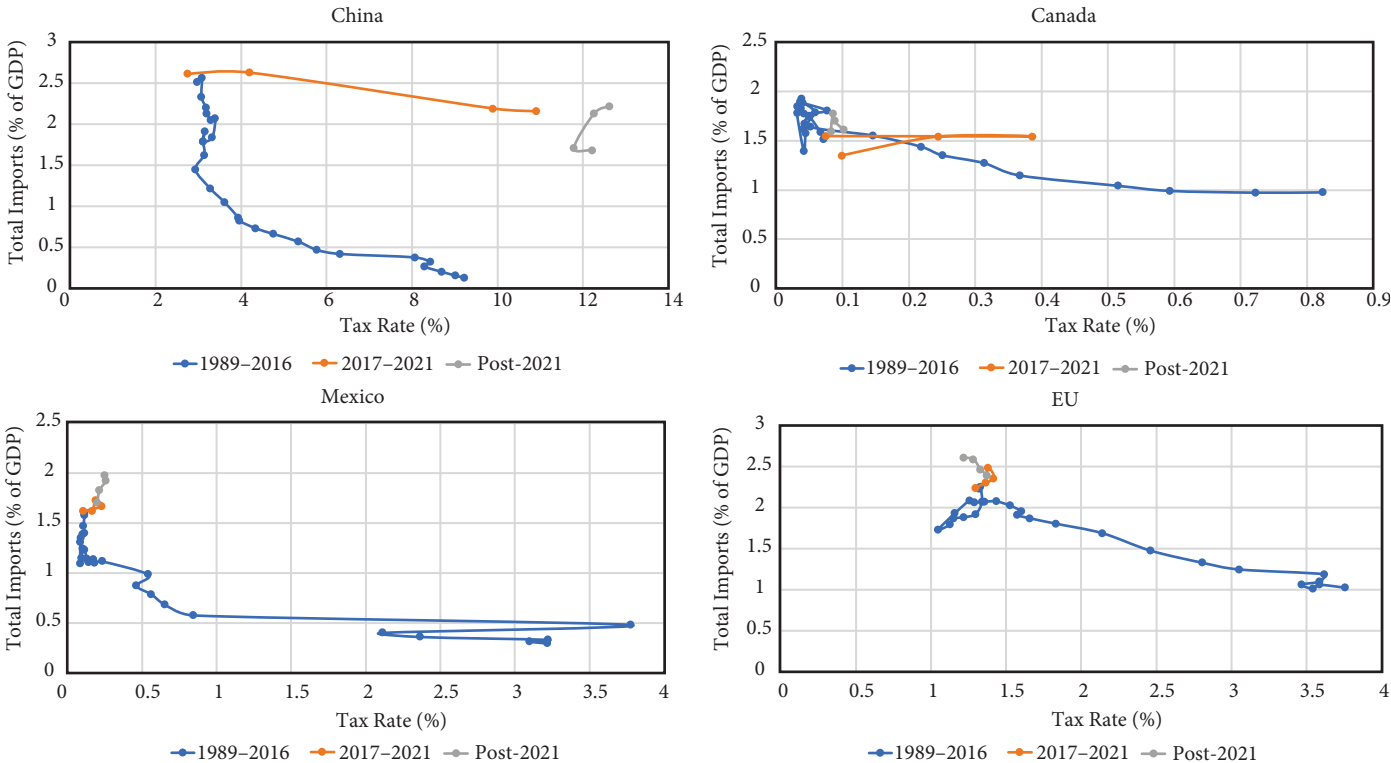 China
Total Imports (% of GDP)
3
2.5
2
1.5
1
0.5
0
0 2 4 6 8 10 12 14
Tax Rate (%)
1989–2016 2017–2021 Post-2021
Canada
Total Imports (% of GDP)
2.5
2
1.5
1
0.5
0
0.1 0.2 0.3 0.4 0.5 0.6 0.7 0.8 0.9
Tax Rate (%)
1989–2016 2017–2021 Post-2021
Mexico
Total Imports (% of GDP)
2.5
2
1.5
1
0.5
0
0 0.5 1 1.5 2 2.5 3 3.5 4
Tax Rate (%)
1989–2016 2017–2021 Post-2021
EU
Total Imports (% of GDP)
3
2.5
2
1.5
1
0.5
0
0 0.5 1 1.5 2 2.5 3 3.5 4
Tax Rate (%)
1989–2016 2017–2021 Post-2021